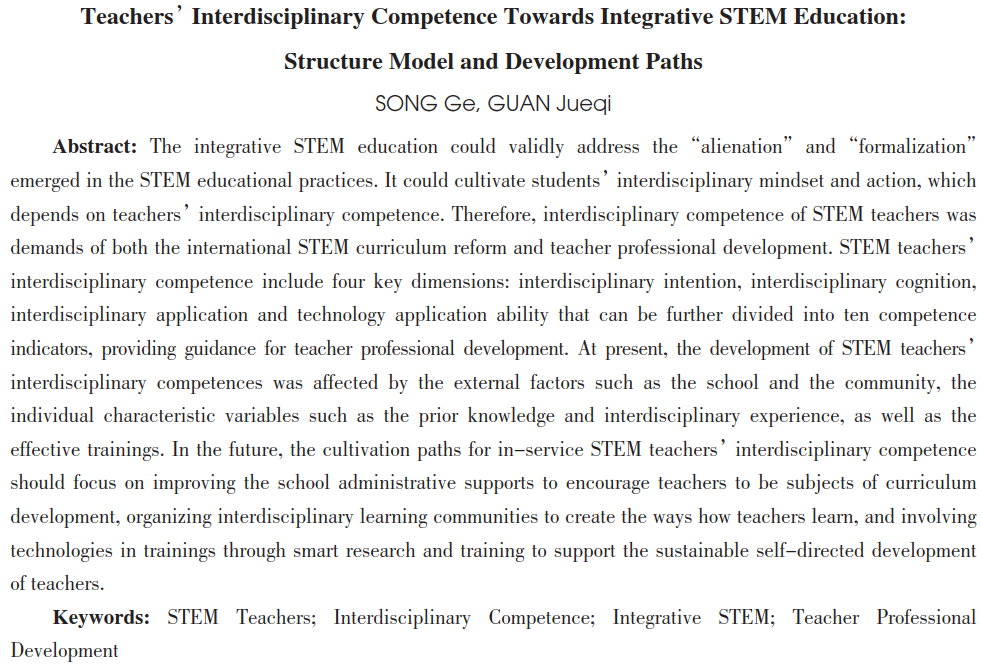 Teachers’ Interdisciplinary Competence Towards Integrative STEM Education:
Structure Model and Development Paths
SONG Ge, GUAN Jueqi
Abstract: The integrative STEM education could validly address the “alienation” and “formalization”
emerged in the STEM educational practices. It could cultivate students’ interdisciplinary mindset and action, which
depends on teachers’ interdisciplinary competence. Therefore, interdisciplinary competence of STEM teachers was
demands of both the international STEM curriculum reform and teacher professional development. STEM teachers’
interdisciplinary competence include four key dimensions: interdisciplinary intention, interdisciplinary cognition,
interdisciplinary application and technology application ability that can be further divided into ten competence
indicators, providing guidance for teacher professional development. At present, the development of STEM teachers’
interdisciplinary competences was affected by the external factors such as the school and the community, the
individual characteristic variables such as the prior knowledge and interdisciplinary experience, as well as the
effective trainings. In the future, the cultivation paths for in-service STEM teachers’ interdisciplinary competence
should focus on improving the school administrative supports to encourage teachers to be subjects of curriculum
development, organizing interdisciplinary learning communities to create the ways how teachers learn, and involving
technologies in trainings through smart research and training to support the sustainable self-directed development
of teachers.
Keywords: STEM Teachers; Interdisciplinary Competence; Integrative STEM; Teacher Professional
Development